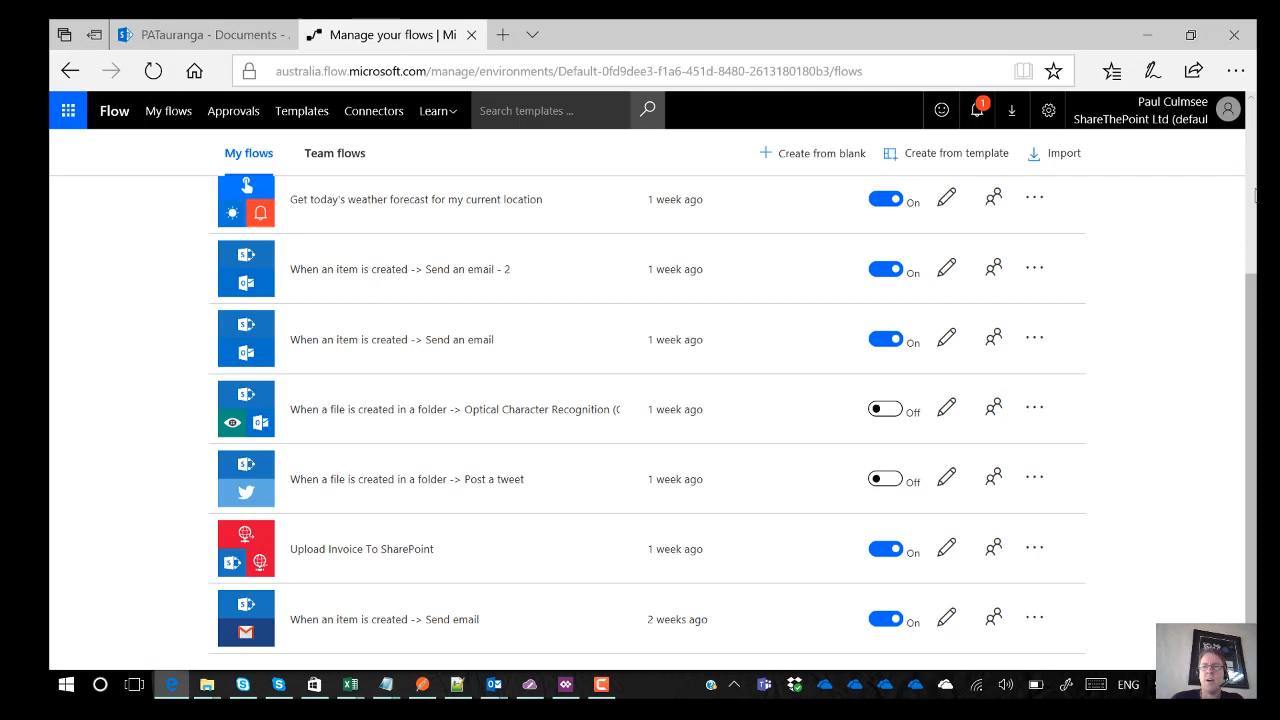 PATauranga - Documents - .
Manage your flows | Mi
australia.flow.microsoft.com/manage/environments/Default-0fd9dee3-f1a6-451d-8480-2613180180b3/flows
Flow
My flows
Approvals
Templates
Connectors
Learn
Search templates ...
1
Paul Culmsee
ShareThePoint Ltd (defaul
My flows
Team flows
Create from blank
Create from template
Import
Get today's weather forecast for my current location
1 week ago
On
When an item is created -> Send an email - 2
1 week ago
On
When an item is created -> Send an email
1 week ago
On
When a file is created in a folder -> Optical Character Recognition (
1 week ago
Off
When a file is created in a folder -> Post a tweet
1 week ago
Off
Upload Invoice To SharePoint
1 week ago
On
When an item is created -> Send email
2 weeks ago
On
ENG